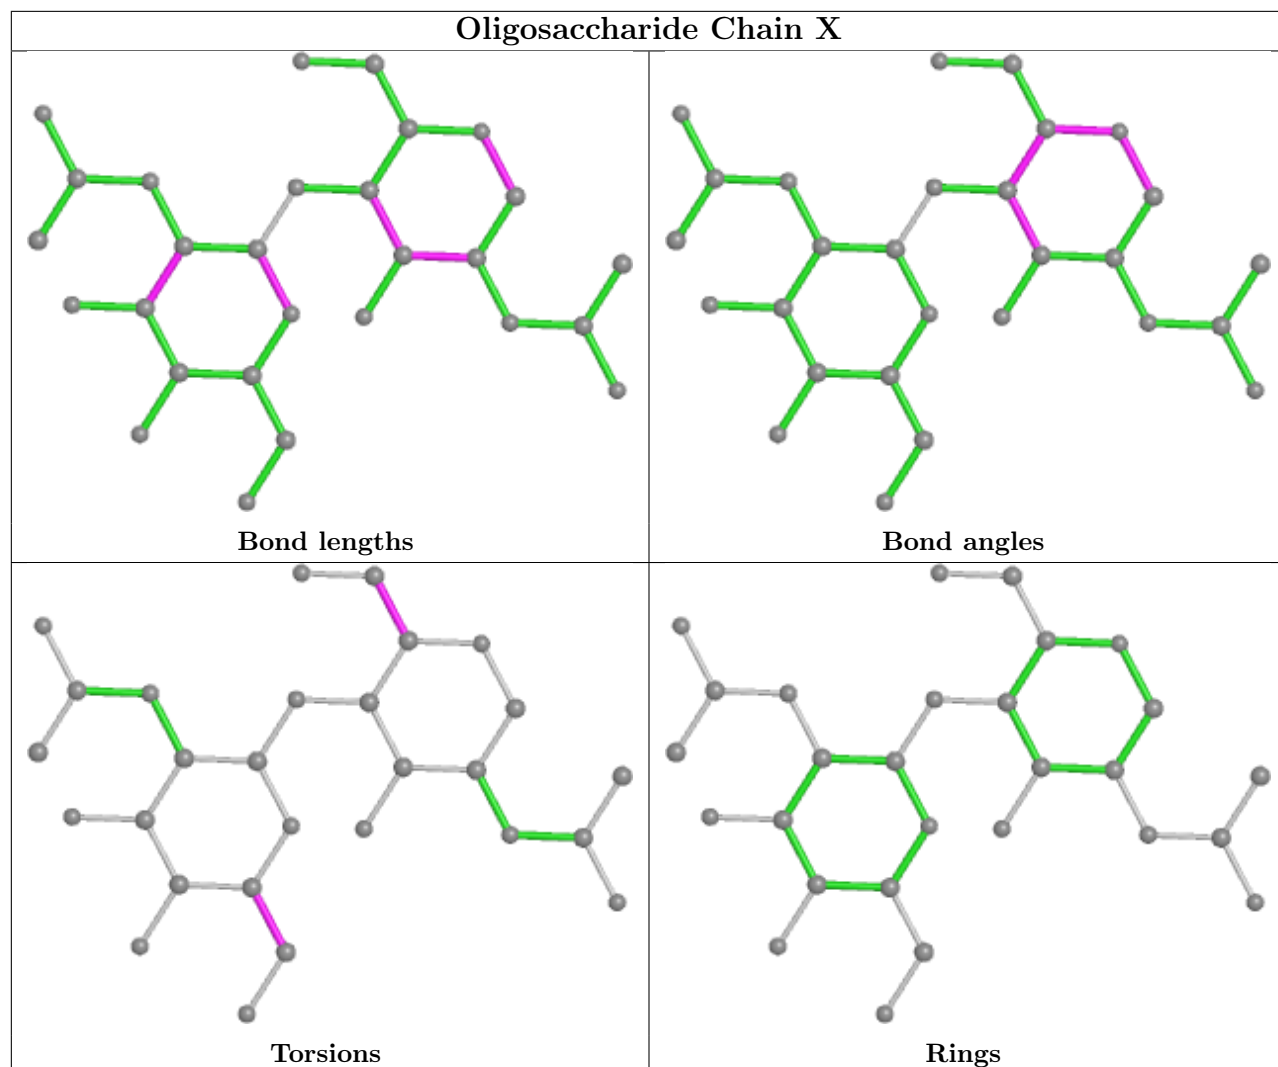 Oligosaccharide Chain X
Bond lengths
Bond angles
Torsions
Rings